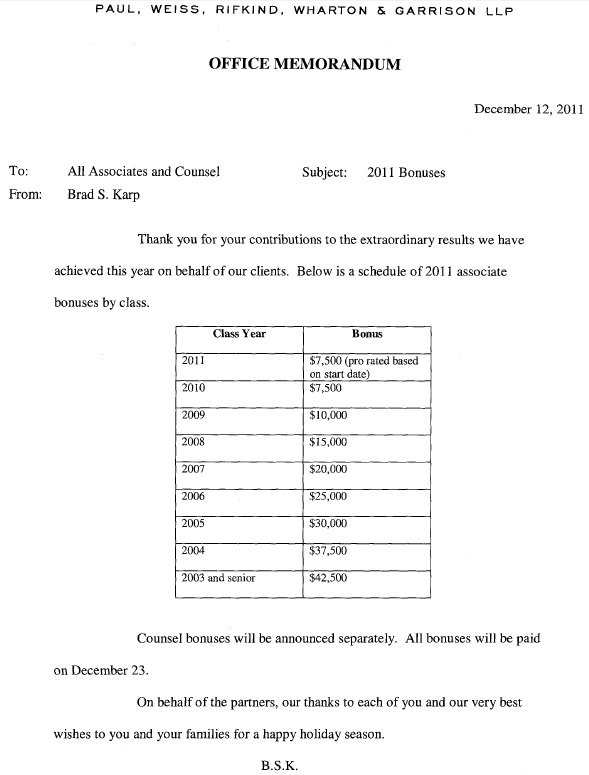 PAUL, WEISS, RIFKIND, WHARTON & GARRISON LLP
OFFICE MEMORANDUM
December 12, 2011
To: All Associates and Counsel Subject: 2011 Bonuses
From: Brad S. Karp
Thank you for your contributions to the extraordinary results we have
achieved this year on behalf of our clients. Below is a schedule of 2011 associate
bonuses by class.
Class Year Bonus
2011 $7,500 (pro rated based
on start date)
2010 $7,500
2009 $10,000
2008 $15,000
2007 $20,000
2006 $25,000
2005 $30,000
2004 $37,500
2003 and senior $42,500
Counsel bonuses will be announced separately. All bonuses will be paid
on December 23.
On behalf of the partners, our thanks to each of you and our very best
wishes to you and your families for a happy holiday season.
B.S.K.